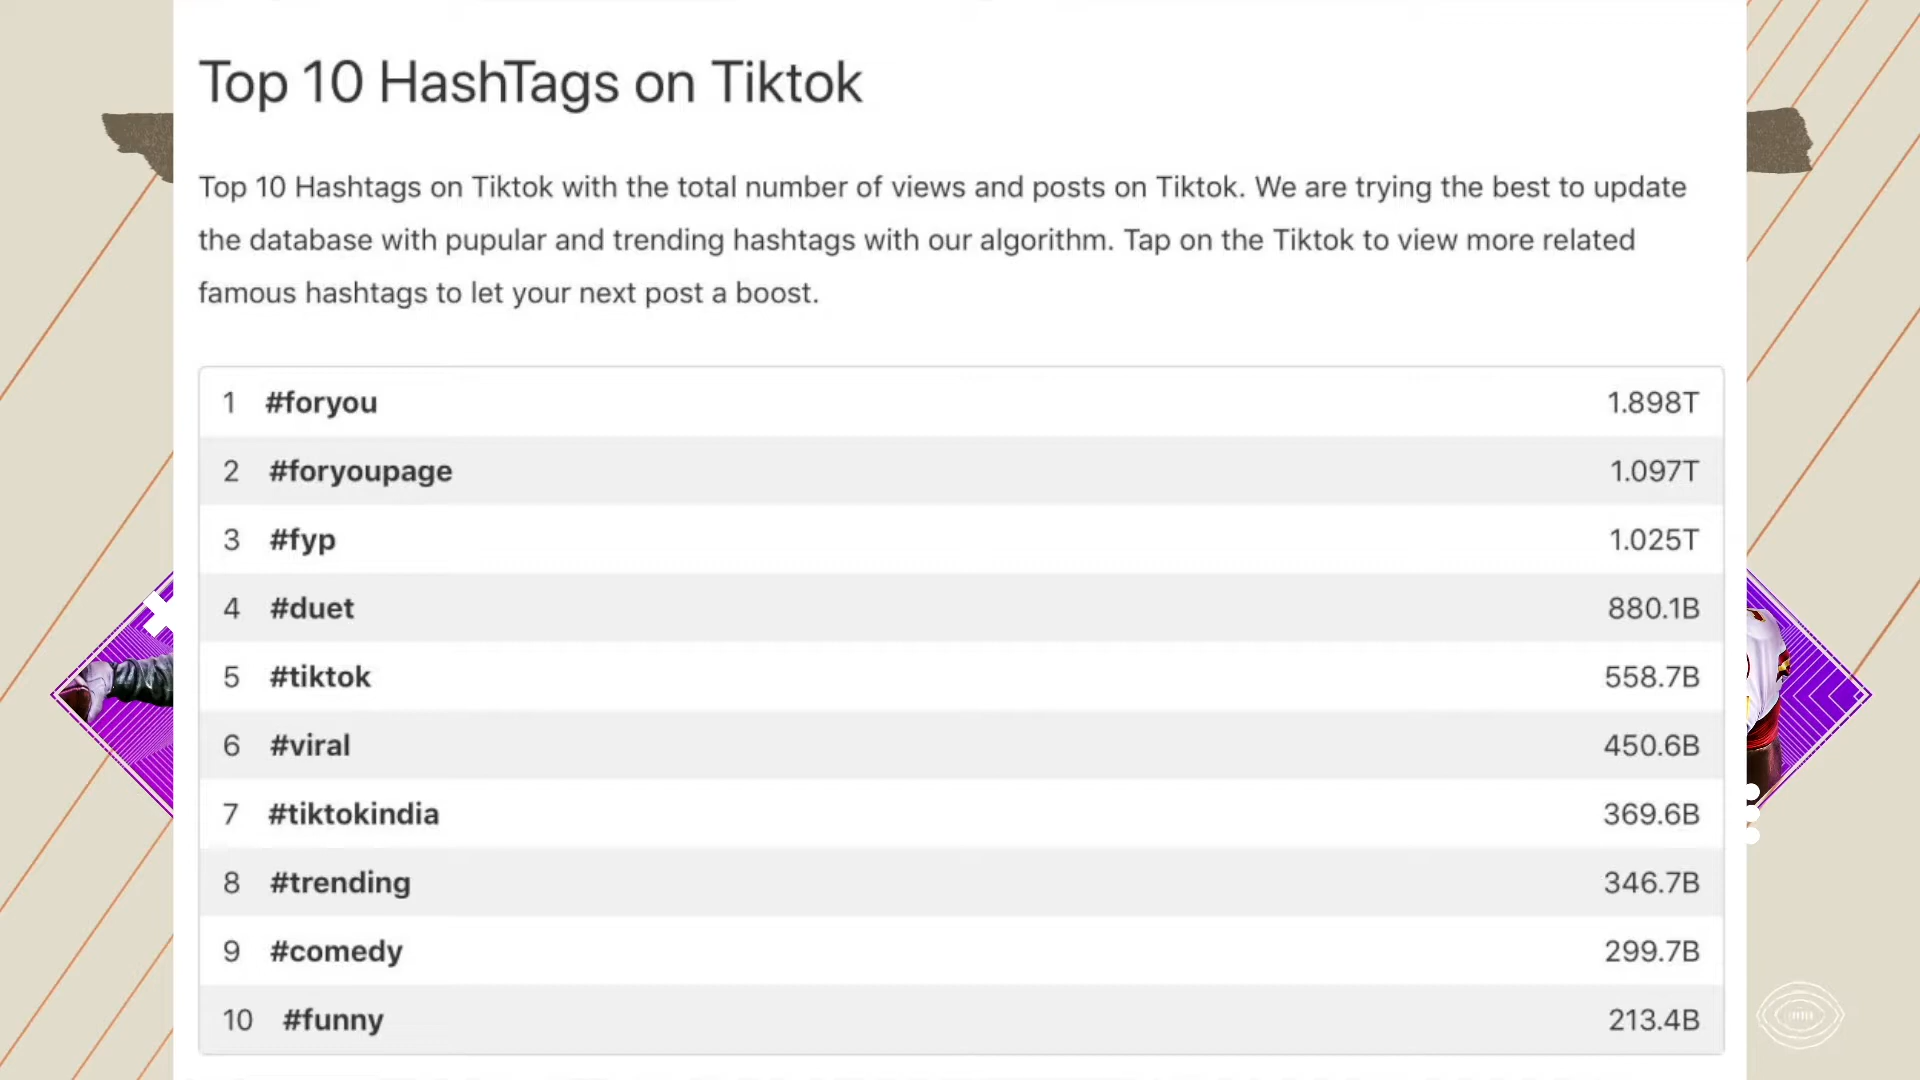 Top 10 HashTags on Tiktok
Top 10 Hashtags on Tiktok with the total number of views and posts on Tiktok. We are trying the best to update
the database with pupular and trending hashtags with our algorithm. Tap on the Tiktok to view more related
famous hashtags to let your next post a boost.
1 #foryou 1.898T
2 #foryoupage 1.097T
3 #fyp 1.025T
4 #duet 880.1B
5 #tiktok 558.7B
6 #viral 450.6B
7 #tiktokindia 369.6B
8 #trending 346.7B
9 #comedy 299.7B
10 #funny 213.4B